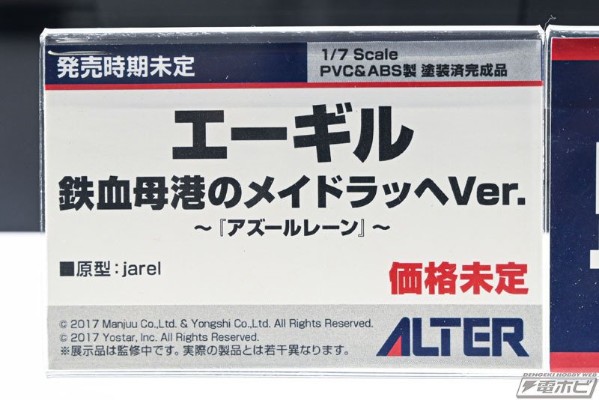 発売時期未定
1/7 Scale
PVC&ABS製 塗装済完成品
エーギル
鉄血母港のメイドラッヘVer.
～『アズールレーン』～
■原型：jarel
価格未定
© 2017 Manjuu Co.,Ltd. & Yongshi Co.,Ltd. All Rights Reserved.
© 2017 Yostar, Inc. All Rights Reserved.
※展示品は監修中です。実際の製品とは若干異なります。
ALTER
DENGEKI HOBBY WEB
電ホビ